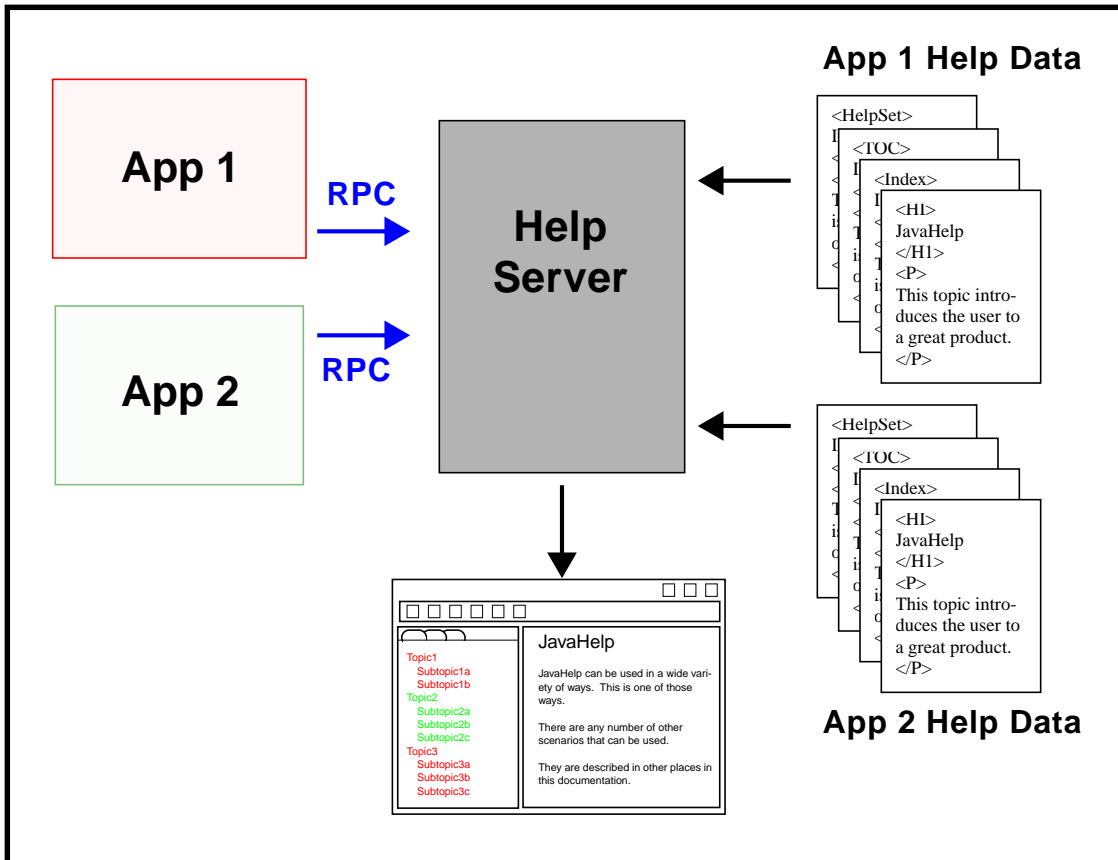 App 1 Help Data
App 1
RPC
Help
Server
RPC
App 2
<HelpSet>
<TOC>
<Index>
<HI>
JavaHelp
</H1>
<P>
This topic intro-
duces the user to
a great product.
</P>
<HelpSet>
<TOC>
<Index>
<HI>
JavaHelp
</H1>
<P>
This topic intro-
duces the user to
a great product.
</P>
App 2 Help Data
Topic1
Subtopic1a
Subtopic1b
Topic2
Subtopic2a
Subtopic2b
Subtopic2c
Topic3
Subtopic3a
Subtopic3b
Subtopic3c
JavaHelp
JavaHelp can be used in a wide vari-
ety of ways.  This is one of those
ways.
There are any number of other
scenarios that can be used.
They are described in other places in
this documentation.